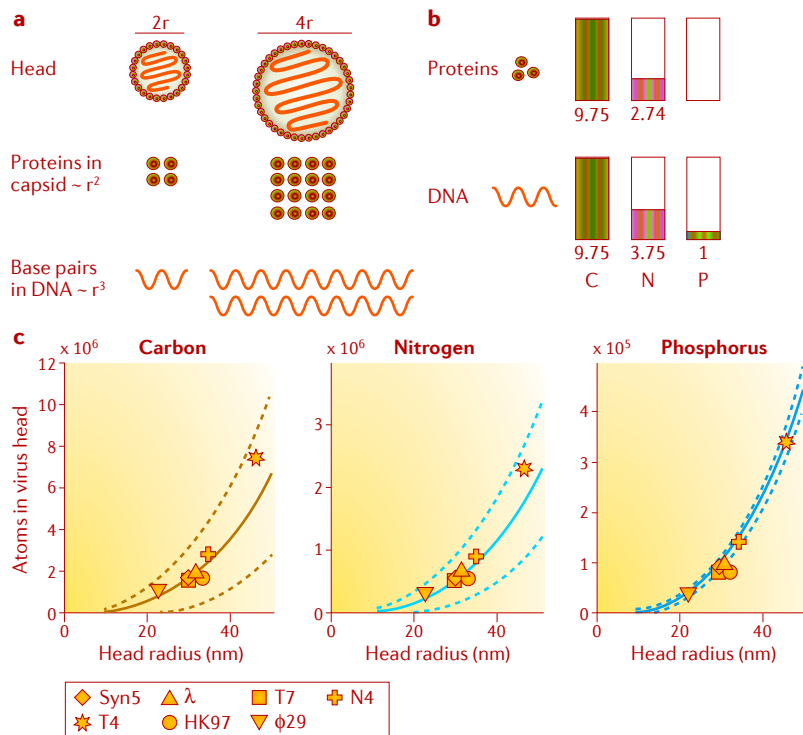 a
2r
4r
Head
Proteins in
capsid ~ r²
Base pairs
in DNA ~ r³
b
Proteins
9.75
2.74
DNA
9.75
3.75
1
C
N
P
c
x 10⁶
Carbon
Atoms in virus head
12
10
8
6
4
2
0
0
20
40
Head radius (nm)
x 10⁶
Nitrogen
3
2
1
0
0
20
40
Head radius (nm)
x 10⁵
Phosphorus
4
3
2
1
0
0
20
40
Head radius (nm)
Syn5
λ
T7
N4
T4
HK97
ϕ29